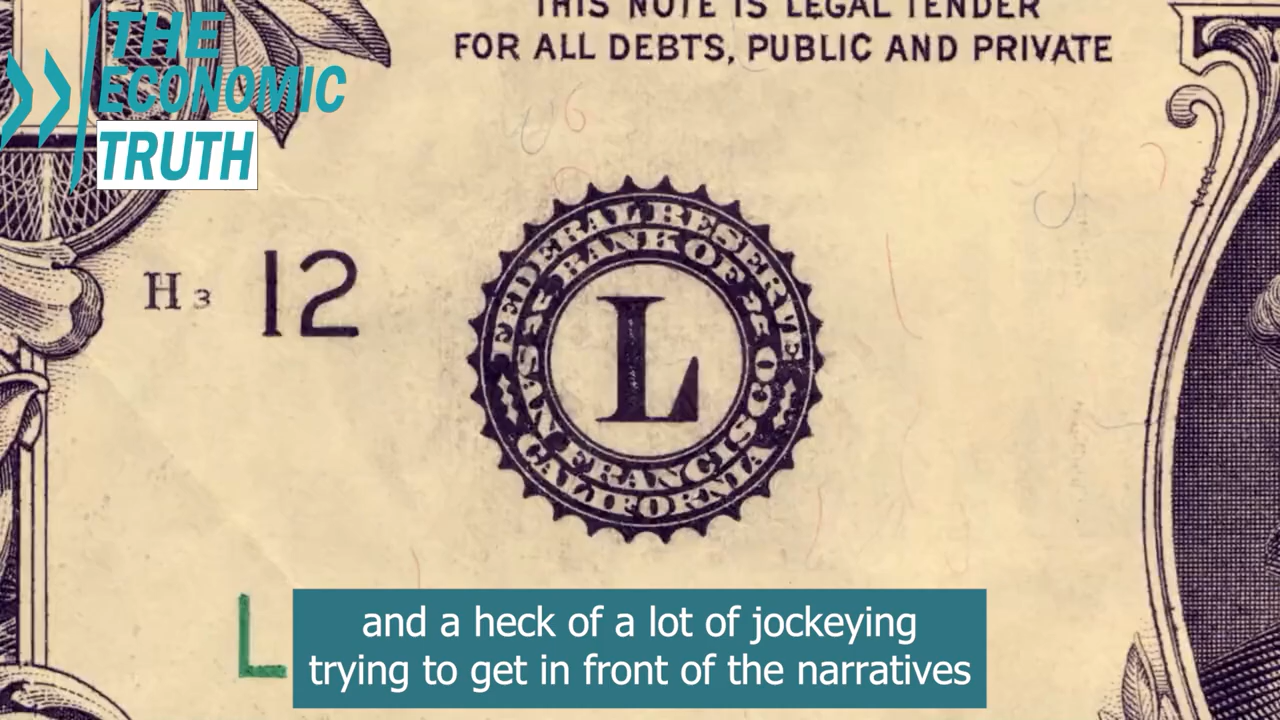 THIS NOTE IS LEGAL TENDER
FOR ALL DEBTS, PUBLIC AND PRIVATE
THE
ECONOMIC
TRUTH
H 3
12
FEDERAL RESERVE
BANK OF
L
SAN FRANCISCO
CALIFORNIA
L
and a heck of a lot of jockeying
trying to get in front of the narratives